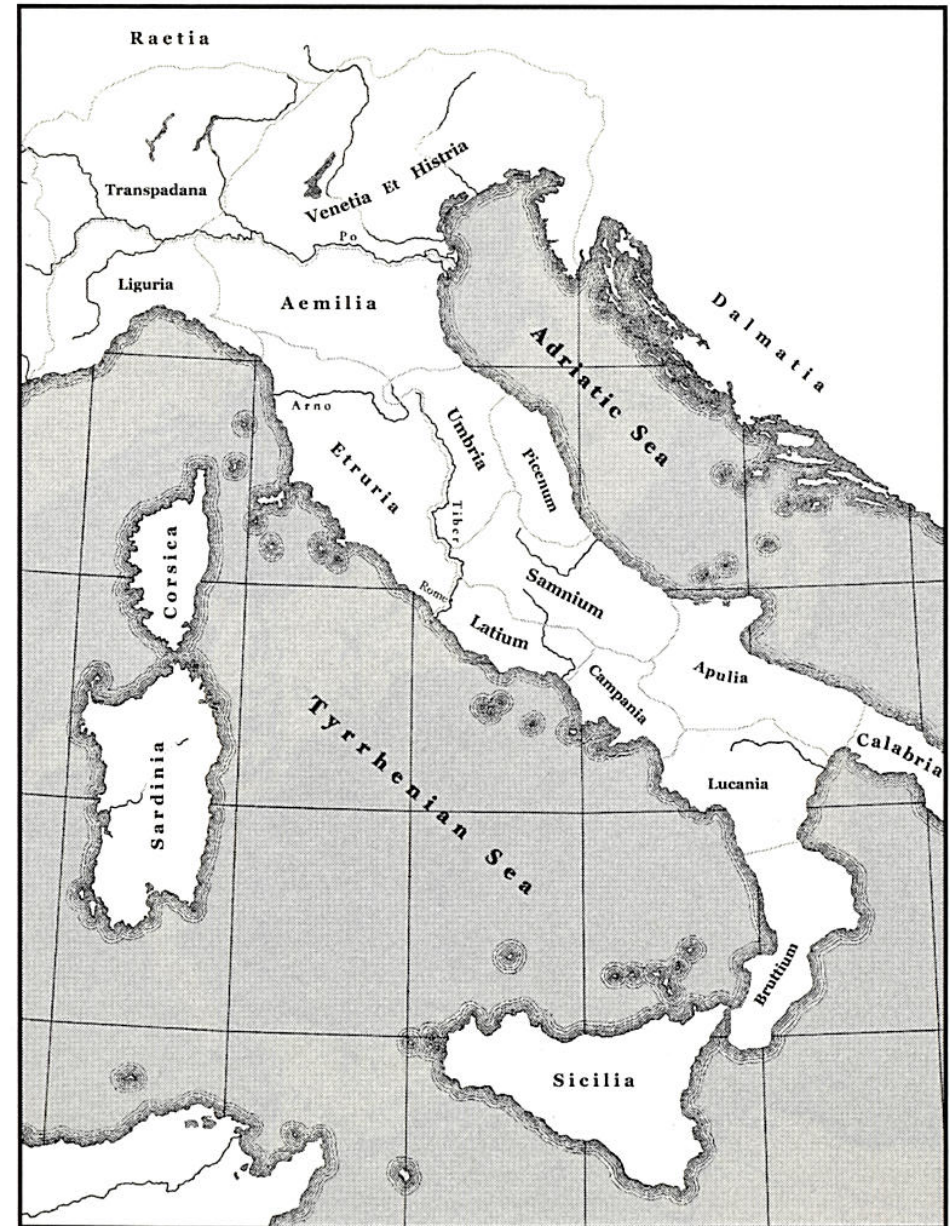 Raetia
Transpadana
Venetia Et Histria
Po
Liguria
Aemilia
Dalmatia
Adriatic Sea
Arno
Umbria
Picenum
Etruria
Tiber
Corsica
Samnium
Rome
Latium
Apulia
Campania
Tyrrhenian Sea
Calabria
Sardinia
Lucania
Bruttium
Sicilia